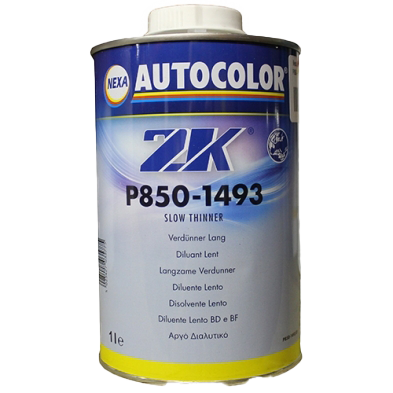 NEXA
AUTOCOLOR®
2K®
P850-1493
SLOW THINNER
Verdünner Lang
Diluant Lent
Langzame Verdunner
Diluente Lento
Disolvente Lento
Diluente Lento BD e BF
Αργο Διαλυτικό
1l e